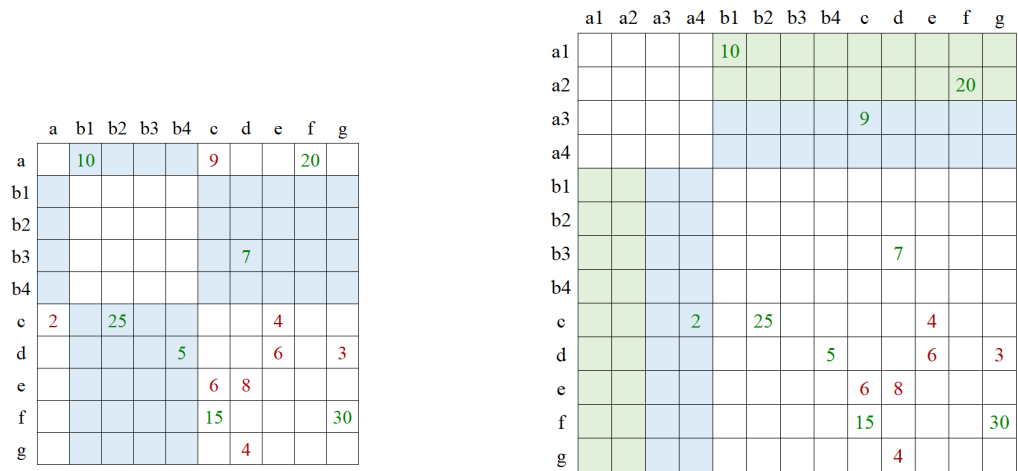 a b1 b2 b3 b4 c d e f g
a 10 9 20
b1
b2
b3 7
b4
c 2 25 4
d 5 6 3
e 6 8
f 15 30
g 4
a1 a2 a3 a4 b1 b2 b3 b4 c d e f g
a1 10
a2 20
a3 9
a4
b1
b2
b3 7
b4
c 2 25 4
d 5 6 3
e 6 8
f 15 30
g 4